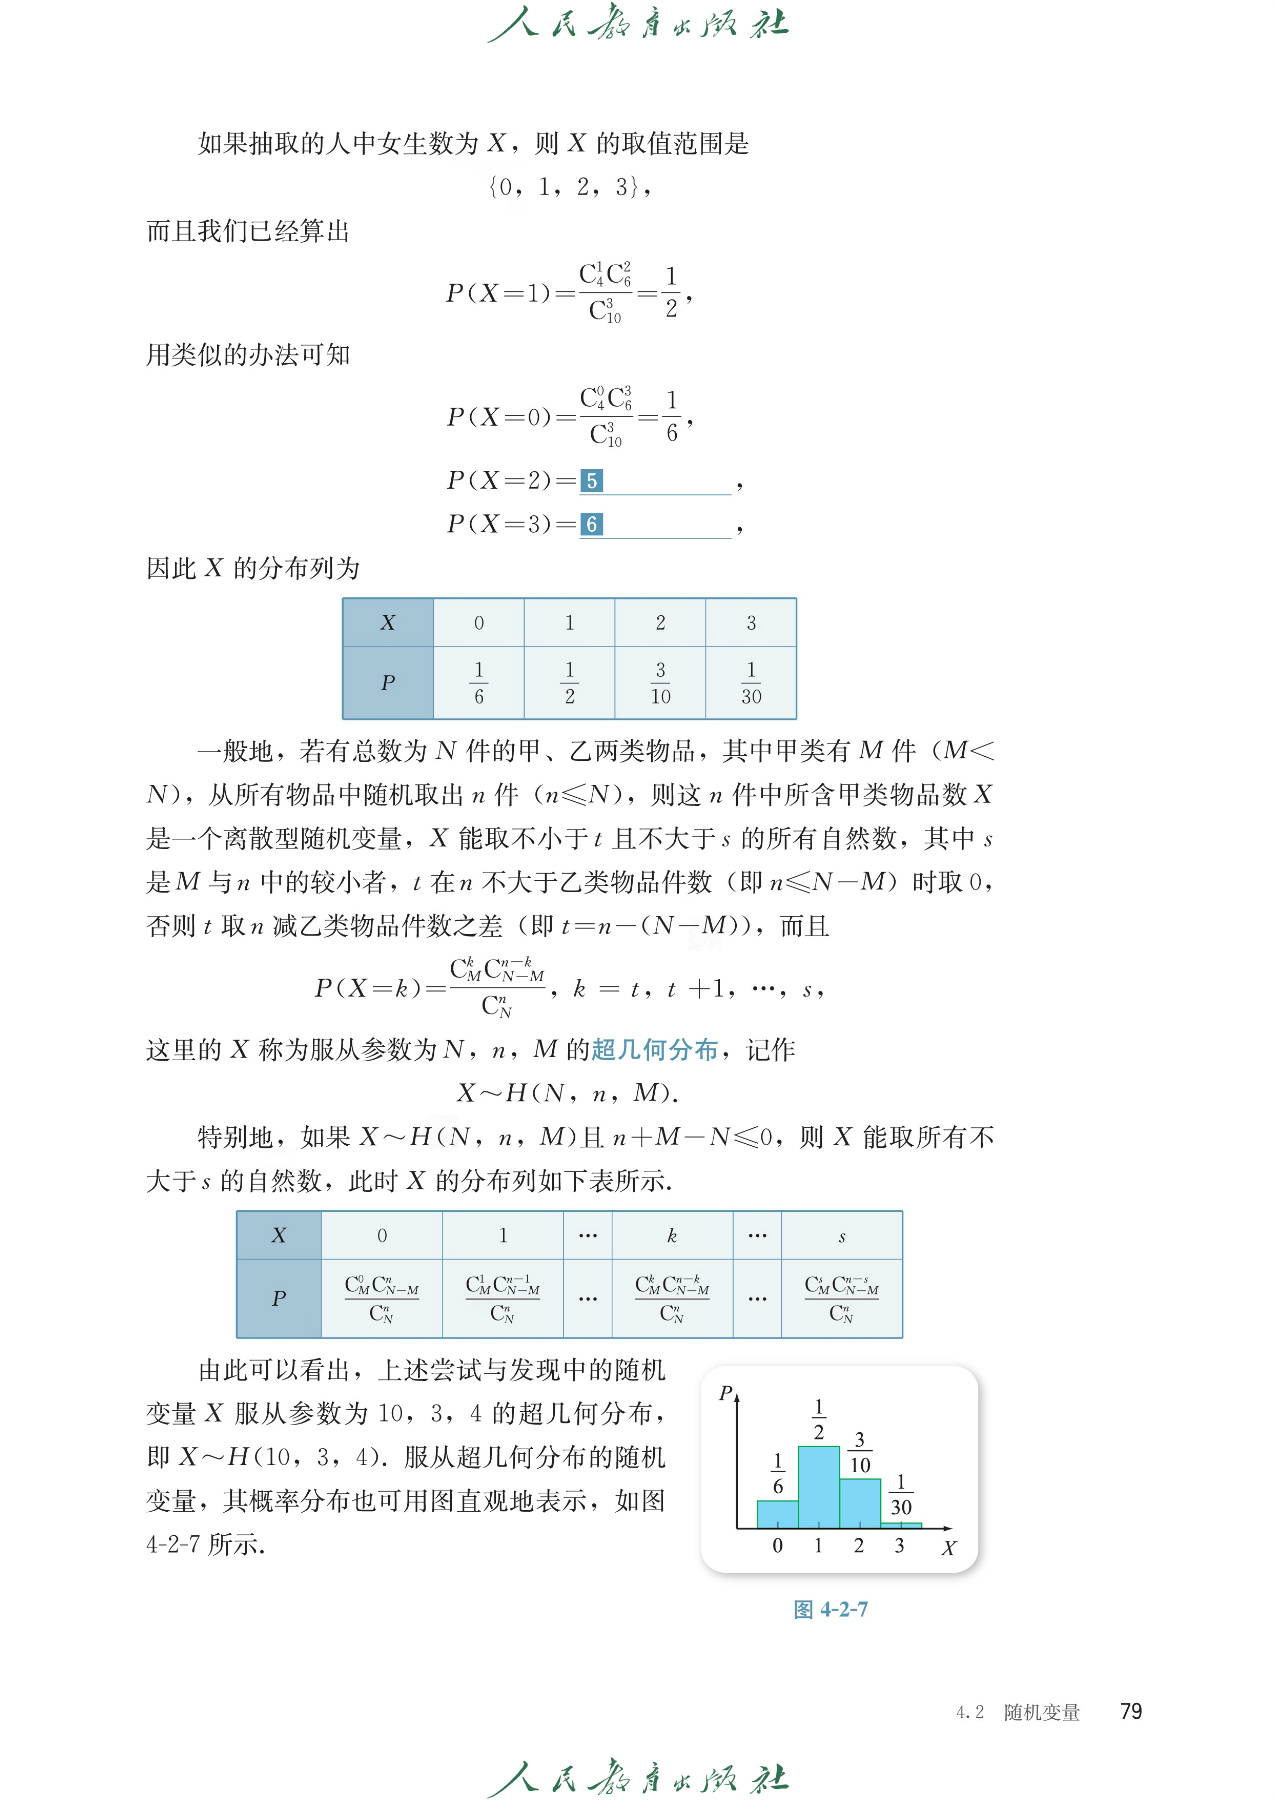 人民教育出版社
如果抽取的人中女生数为 X，则 X 的取值范围是
{0，1，2，3}，
而且我们已经算出
P(X=1)=\frac{C_4^1C_6^2}{C_{10}^3}=\frac{1}{2}，
用类似的办法可知
P(X=0)=\frac{C_4^0C_6^3}{C_{10}^3}=\frac{1}{6}，
P(X=2)=5________，
P(X=3)=6________，
因此 X 的分布列为
X 0 1 2 3
P \frac{1}{6} \frac{1}{2} \frac{3}{10} \frac{1}{30}
一般地，若有总数为 N 件的甲、乙两类物品，其中甲类有 M 件（M<
N），从所有物品中随机取出 n 件（n≤N），则这 n 件中所含甲类物品数 X
是一个离散型随机变量，X 能取不小于 t 且不大于 s 的所有自然数，其中 s
是 M 与 n 中的较小者，t 在 n 不大于乙类物品件数（即 n≤N－M）时取 0，
否则 t 取 n 减乙类物品件数之差（即 t=n－(N－M)），而且
P(X=k)=\frac{C_M^kC_{N-M}^{n-k}}{C_N^n}，k = t，t +1，…，s，
这里的 X 称为服从参数为 N，n，M 的超几何分布，记作
X～H(N，n，M).
特别地，如果 X～H(N，n，M)且 n+M－N≤0，则 X 能取所有不
大于 s 的自然数，此时 X 的分布列如下表所示.
X 0 1 … k … s
P \frac{C_M^0C_{N-M}^n}{C_N^n} \frac{C_M^1C_{N-M}^{n-1}}{C_N^n} … \frac{C_M^kC_{N-M}^{n-k}}{C_N^n} … \frac{C_M^sC_{N-M}^{n-s}}{C_N^n}
由此可以看出，上述尝试与发现中的随机
变量 X 服从参数为 10，3，4 的超几何分布，
即 X～H(10，3，4). 服从超几何分布的随机
变量，其概率分布也可用图直观地表示，如图
4-2-7 所示.
P
\frac{1}{6} \frac{1}{2} \frac{3}{10} \frac{1}{30}
0 1 2 3 X
图 4-2-7
4.2 随机变量 79
人民教育出版社